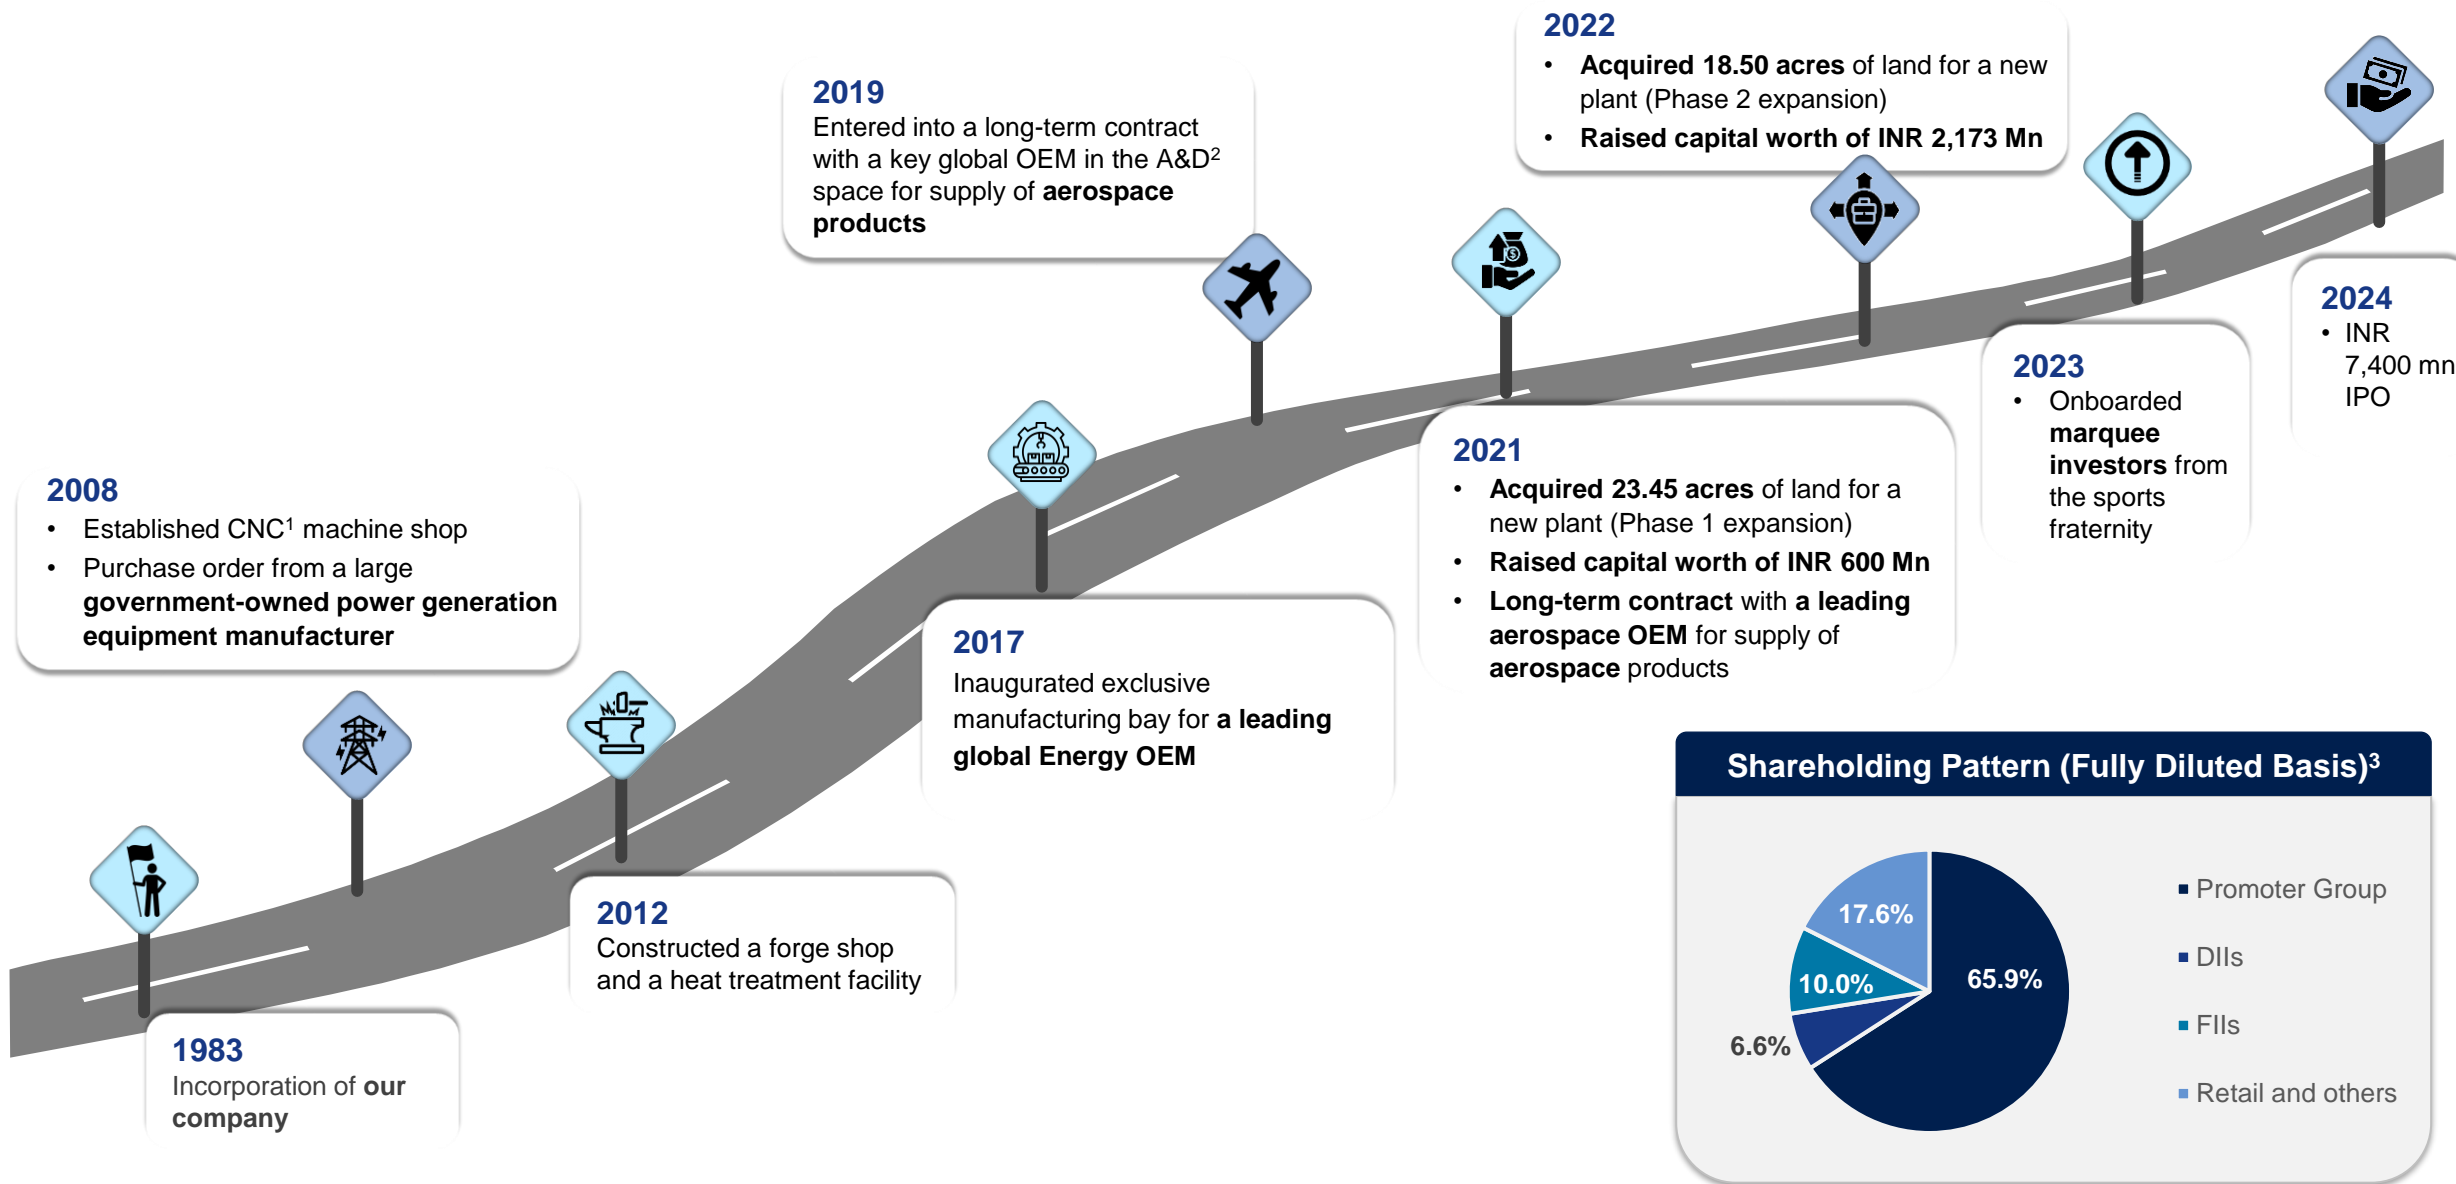 2022
• Acquired 18.50 acres of land for a new
plant (Phase 2 expansion)
• Raised capital worth of INR 2,173 Mn
2019
Entered into a long-term contract
with a key global OEM in the A&D²
space for supply of aerospace
products
2024
• INR
7,400 mn
IPO
2023
• Onboarded
marquee
investors from
the sports
fraternity
2021
• Acquired 23.45 acres of land for a
new plant (Phase 1 expansion)
• Raised capital worth of INR 600 Mn
• Long-term contract with a leading
aerospace OEM for supply of
aerospace products
2008
• Established CNC¹ machine shop
• Purchase order from a large
government-owned power generation
equipment manufacturer
2017
Inaugurated exclusive
manufacturing bay for a leading
global Energy OEM
2012
Constructed a forge shop
and a heat treatment facility
1983
Incorporation of our
company
Shareholding Pattern (Fully Diluted Basis)³
17.6%
10.0%
65.9%
6.6%
Promoter Group
DIIs
FIIs
Retail and others